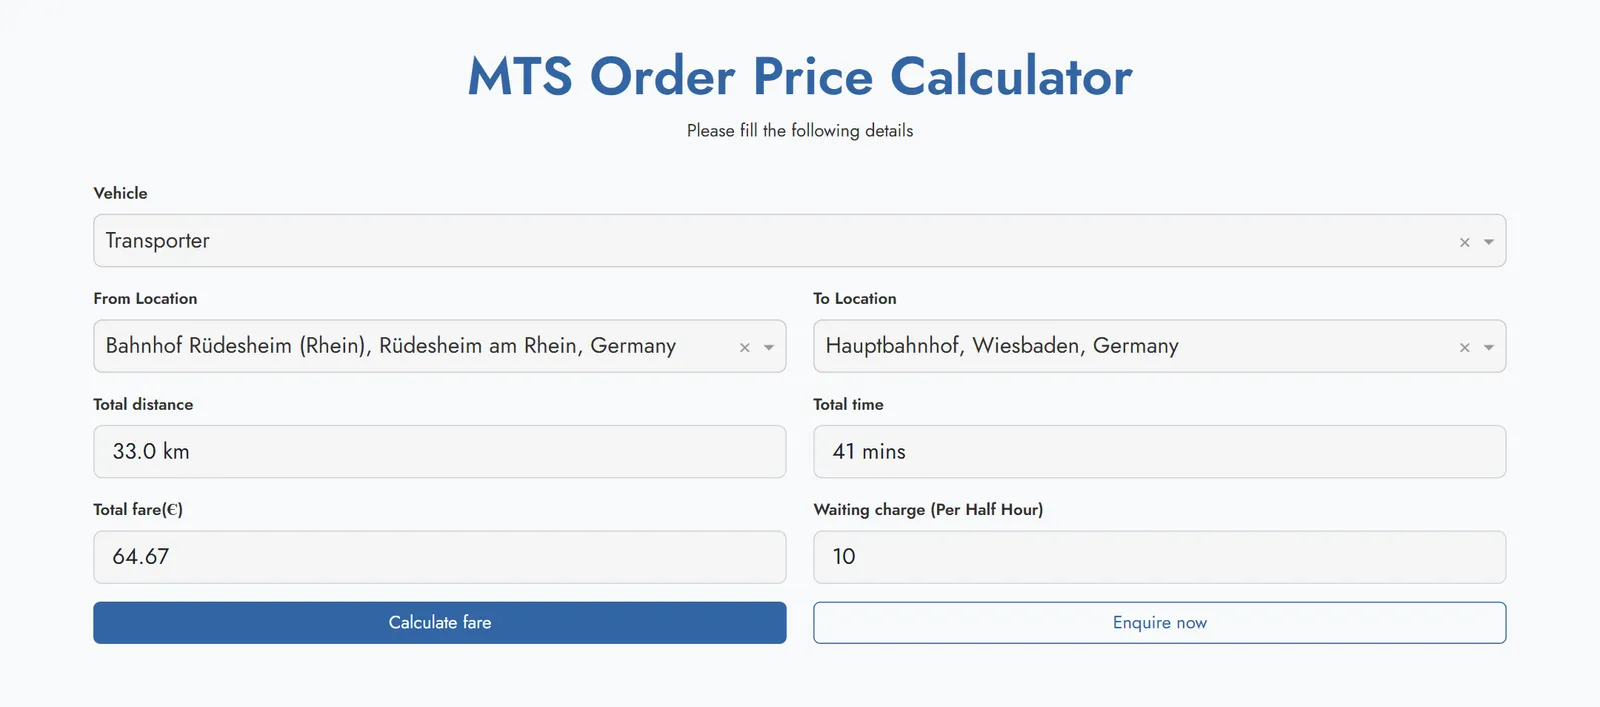 MTS Order Price Calculator
Please fill the following details
Vehicle
Transporter
From Location
Bahnhof Rüdesheim (Rhein), Rüdesheim am Rhein, Germany
To Location
Hauptbahnhof, Wiesbaden, Germany
Total distance
33.0 km
Total time
41 mins
Total fare(€)
64.67
Waiting charge (Per Half Hour)
10
Calculate fare
Enquire now